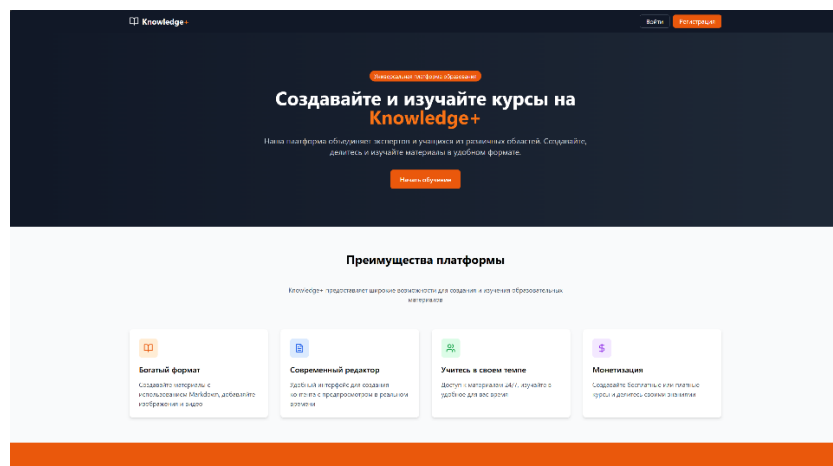 Knowledge+
Войти
Регистрация
Универсальная платформа образования
Создавайте и изучайте курсы на
Knowledge+
Наша платформа объединяет экспертов и учащихся из различных областей. Создавайте,
делитесь и изучайте материалы в удобном формате.
Начать обучение
Преимущества платформы
Knowledge+ предоставляет широкие возможности для создания и изучения образовательных
материалов
Богатый формат
Создавайте материалы с
использованием Markdown, добавляйте
изображения и видео
Современный редактор
Удобный интерфейс для создания
контента с предпросмотром в реальном
времени
Учитесь в своем темпе
Доступ к материалам 24/7, изучайте в
удобное для вас время
Монетизация
Создавайте бесплатные или платные
курсы и делитесь своими знаниями